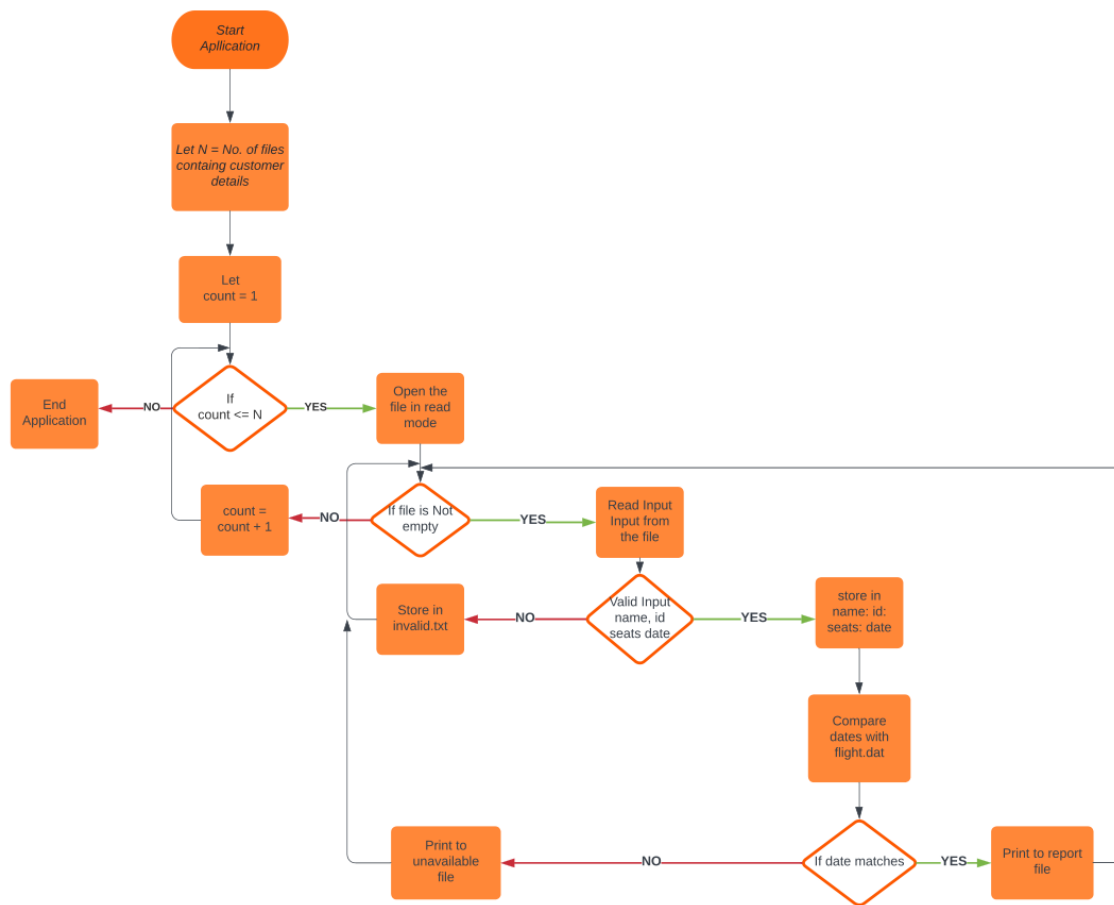 Start
Apllication
Let N = No. of files
containg customer
details
Let
count = 1
If
count <= N
NO
YES
End
Application
Open the
file in read
mode
count =
count + 1
NO
If file is Not
empty
YES
Read Input
Input from
the file
Store in
invalid.txt
NO
Valid Input
name, id
seats date
YES
store in
name: id:
seats: date
Compare
dates with
flight.dat
Print to
unavailable
file
NO
If date matches
YES
Print to report
file